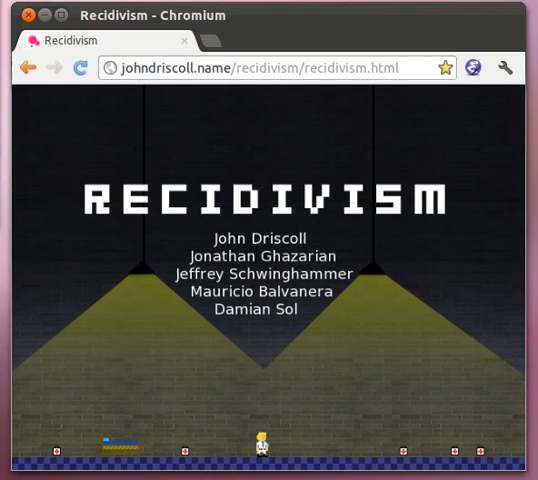 Recidivism - Chromium
Recidivism
johndriscoll.name/recidivism/recidivism.html
RECIDIVISM
John Driscoll
Jonathan Ghazarian
Jeffrey Schwinghammer
Mauricio Balvanera
Damian Sol